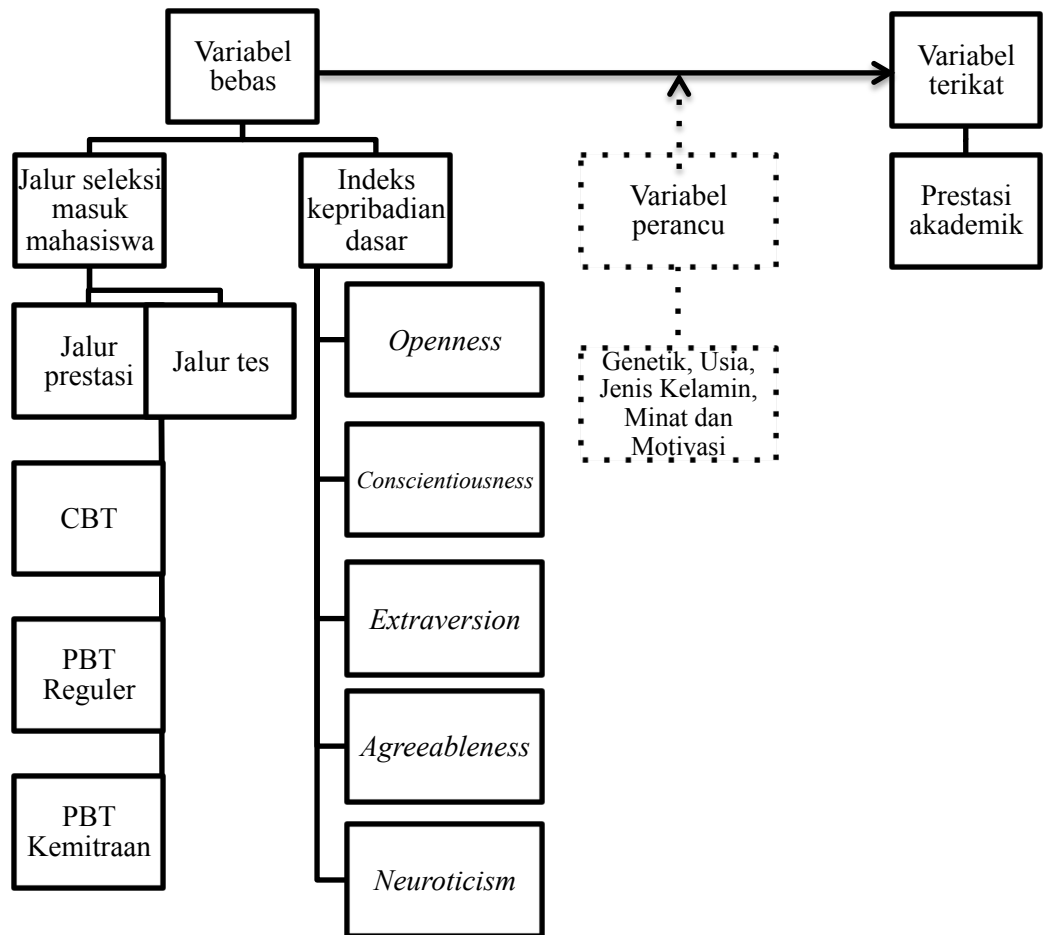 Variabel
bebas
Variabel
terikat
Jalur seleksi
masuk
mahasiswa
Indeks
kepribadian
dasar
Variabel
perancu
Prestasi
akademik
Jalur
prestasi
Jalur tes
Openness
Genetik, Usia,
Jenis Kelamin,
Minat dan
Motivasi
CBT
Conscientiousness
PBT
Reguler
Extraversion
PBT
Kemitraan
Agreeableness
Neuroticism